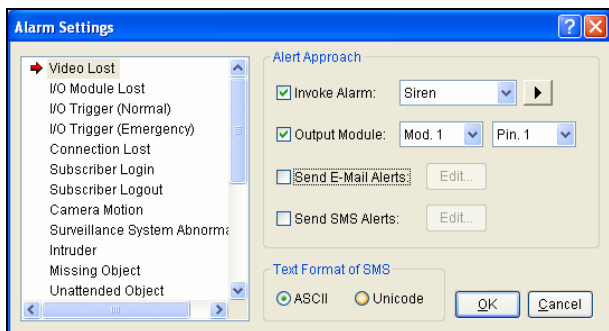 Alarm Settings
Video Lost
I/O Module Lost
I/O Trigger (Normal)
I/O Trigger (Emergency)
Connection Lost
Subscriber Login
Subscriber Logout
Camera Motion
Surveillance System Abnorma
Intruder
Missing Object
Unattended Object
Alert Approach
Invoke Alarm: Siren
Output Module: Mod. 1 Pin. 1
Send E-Mail Alerts: Edit...
Send SMS Alerts: Edit...
Text Format of SMS
ASCII Unicode
OK Cancel